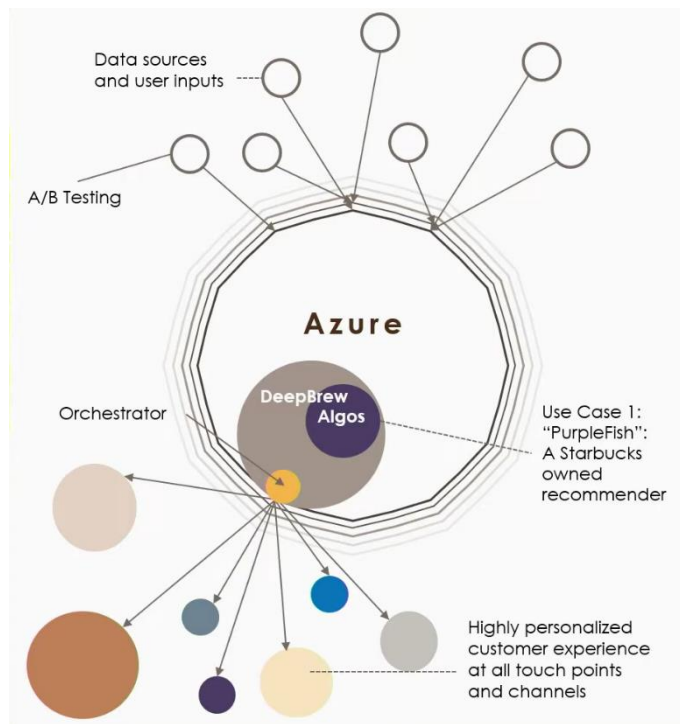 Data sources
and user inputs
A/B Testing
Azure
DeepBrew
Algos
Orchestrator
Use Case 1:
“PurpleFish”:
A Starbucks
owned
recommender
Highly personalized
customer experience
at all touch points
and channels